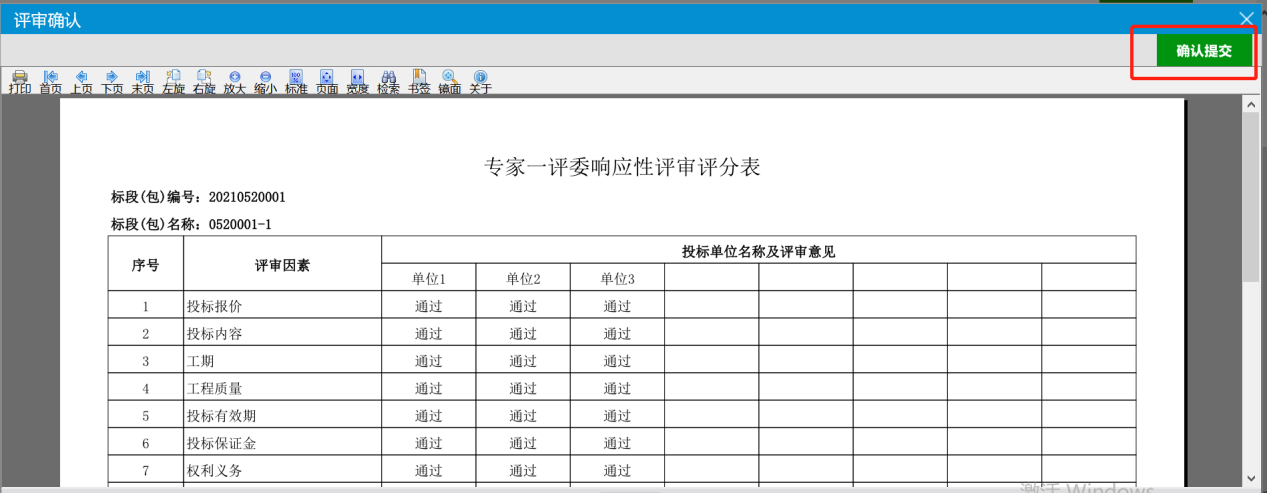 评审确认
确认提交
打印 首页 上页 下页 末页 左旋 右旋 放大 缩小 标准 页面 宽度 检索 书签 镜面 关于
专家一评委响应性评审评分表
标段(包)编号：20210520001
标段(包)名称：0520001-1
序号 评审因素 投标单位名称及评审意见
单位1 单位2 单位3
1 投标报价 通过 通过 通过
2 投标内容 通过 通过 通过
3 工期 通过 通过 通过
4 工程质量 通过 通过 通过
5 投标有效期 通过 通过 通过
6 投标保证金 通过 通过 通过
7 权利义务 通过 通过 通过
激活 Windows